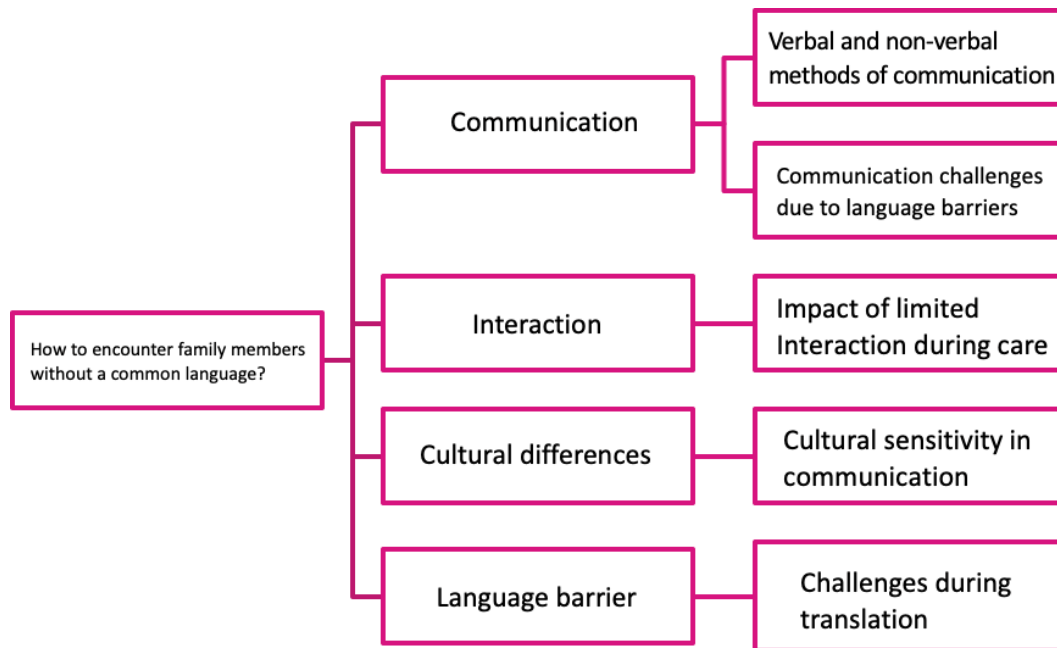 How to encounter family members
without a common language?
Communication
Verbal and non-verbal
methods of communication
Communication challenges
due to language barriers
Interaction
Impact of limited
Interaction during care
Cultural differences
Cultural sensitivity in
communication
Language barrier
Challenges during
translation